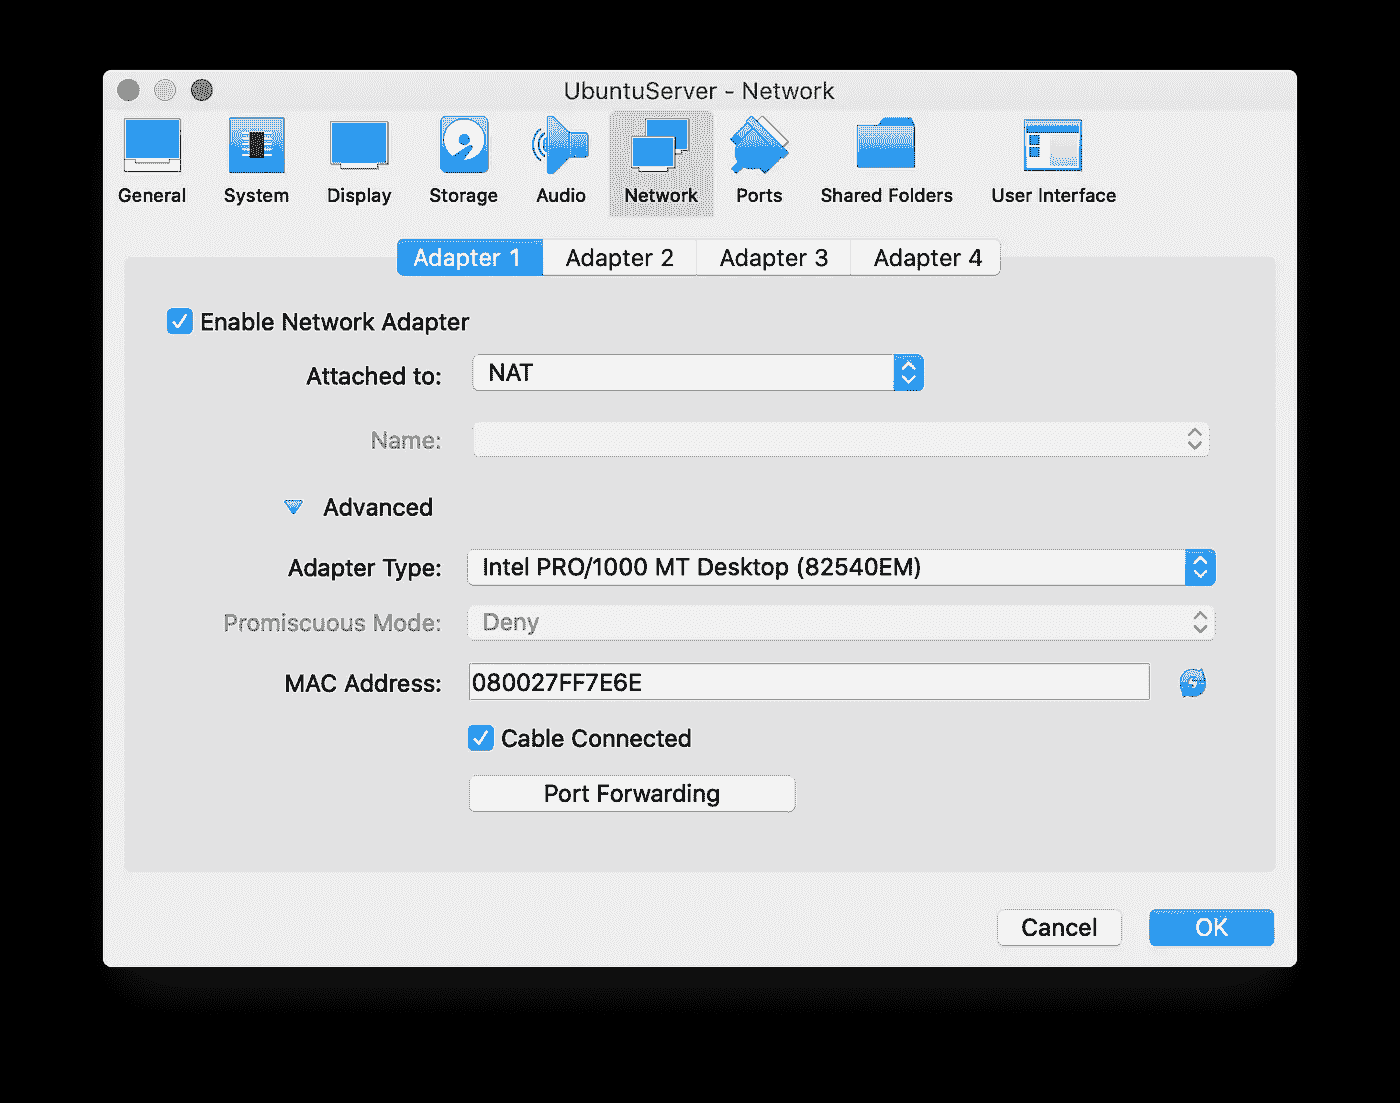 UbuntuServer - Network
General System Display Storage Audio Network Ports Shared Folders User Interface
Adapter 1 Adapter 2 Adapter 3 Adapter 4
Enable Network Adapter
Attached to: NAT
Name:
Advanced
Adapter Type: Intel PRO/1000 MT Desktop (82540EM)
Promiscuous Mode: Deny
MAC Address: 080027FF7E6E
Cable Connected
Port Forwarding
Cancel OK